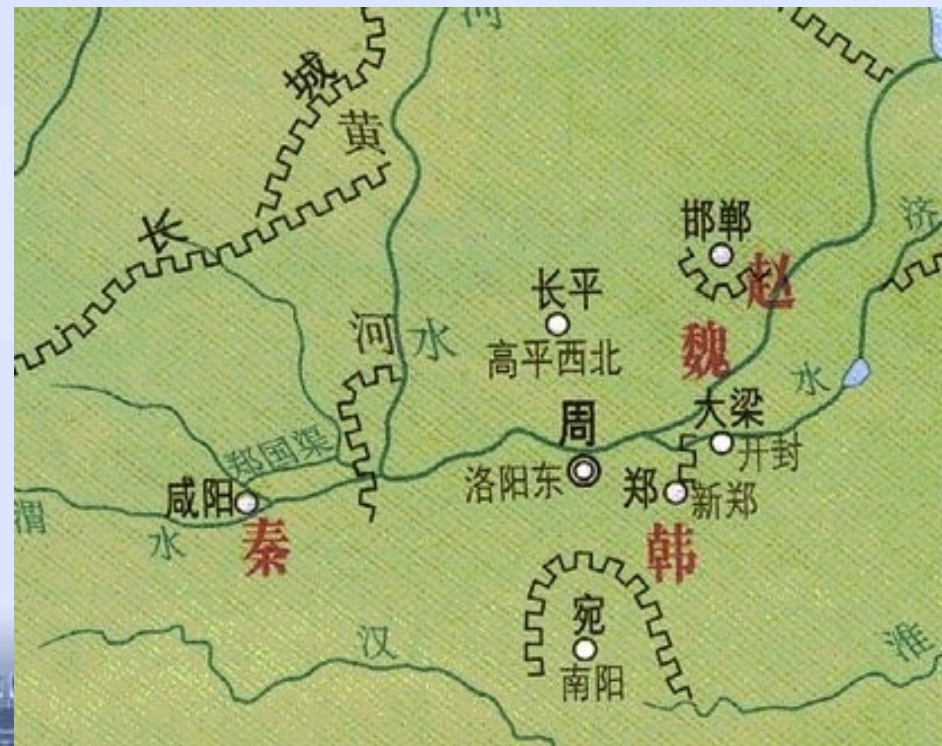 河
城
黄
长
邯郸
赵
济
长平
河
水
高平西北
魏
水
大梁
开封
周
洛阳东
郑
新郑
郑国渠
咸阳
渭
水
秦
韩
宛
南阳
汉
淮